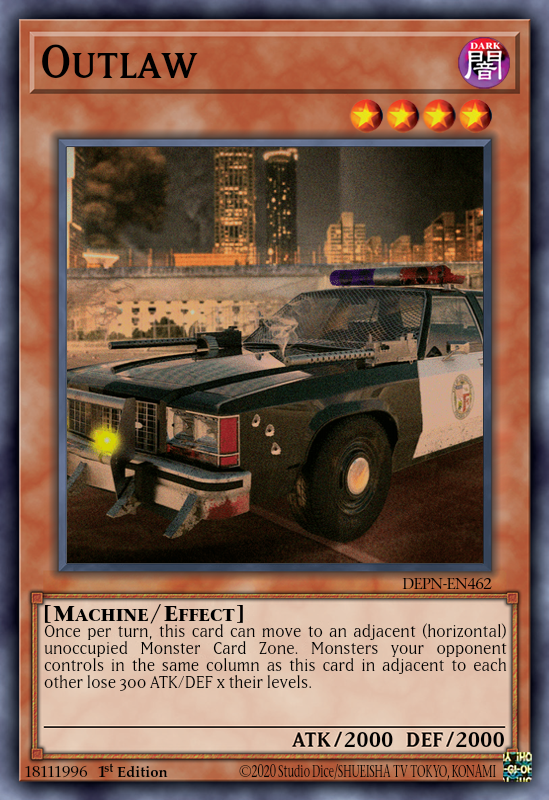 OUTLAW
DARK
闇
DEPN-EN462
[MACHINE/EFFECT]
Once per turn, this card can move to an adjacent (horizontal)
unoccupied Monster Card Zone. Monsters your opponent
controls in the same column as this card in adjacent to each
other lose 300 ATK/DEF x their levels.
ATK/2000 DEF/2000
18111996 1st Edition ©2020 Studio Dice/SHUEISHA TV TOKYO, KONAMI